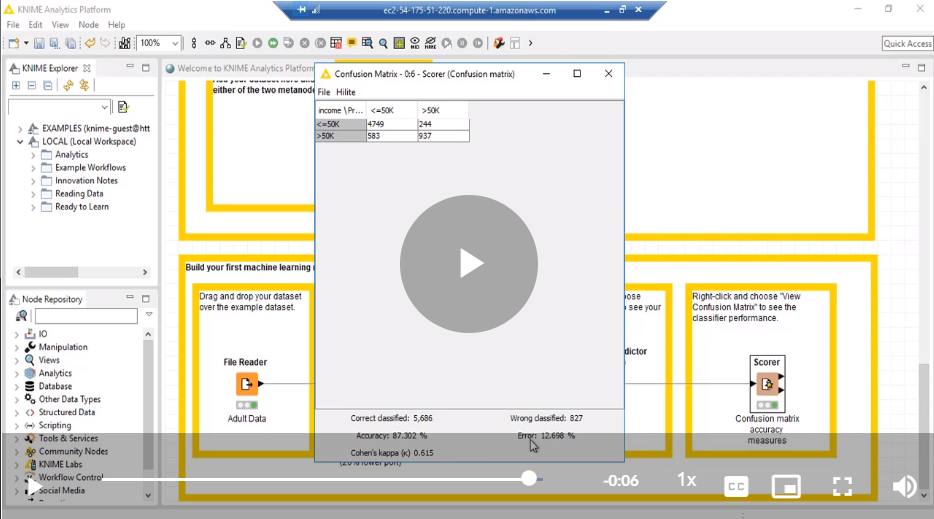 KNIME Analytics Platform
ec2-54-175-51-220.compute-1.amazonaws.com
File Edit View Node Help
100%
Quick Access
KNIME Explorer
EXAMPLES (knime-guest@htt
LOCAL (Local Workspace)
Analytics
Example Workflows
Innovation Notes
Reading Data
Ready to Learn
Node Repository
IO
Manipulation
Views
Analytics
Database
Other Data Types
Structured Data
Scripting
Tools & Services
Community Nodes
KNIME Labs
Workflow Control
Social Media
Welcome to KNIME Analytics Platform
either of the two metanod
Build your first machine learning
Drag and drop your dataset
over the example dataset.
File Reader
Adult Data
Confusion Matrix - 0:6 - Scorer (Confusion matrix)
File Hilite
income \Pr... <=50K >50K
<=50K 4749 244
>50K 583 937
Correct classified: 5,686 Wrong classified: 827
Accuracy: 87.302 % Error: 12.698 %
Cohen's kappa (κ) 0.615
(20% lower port)
see your
dictor
Right-click and choose "View
Confusion Matrix" to see the
classifier performance.
Scorer
Confusion matrix
accuracy
measures
-0:06 1x CC